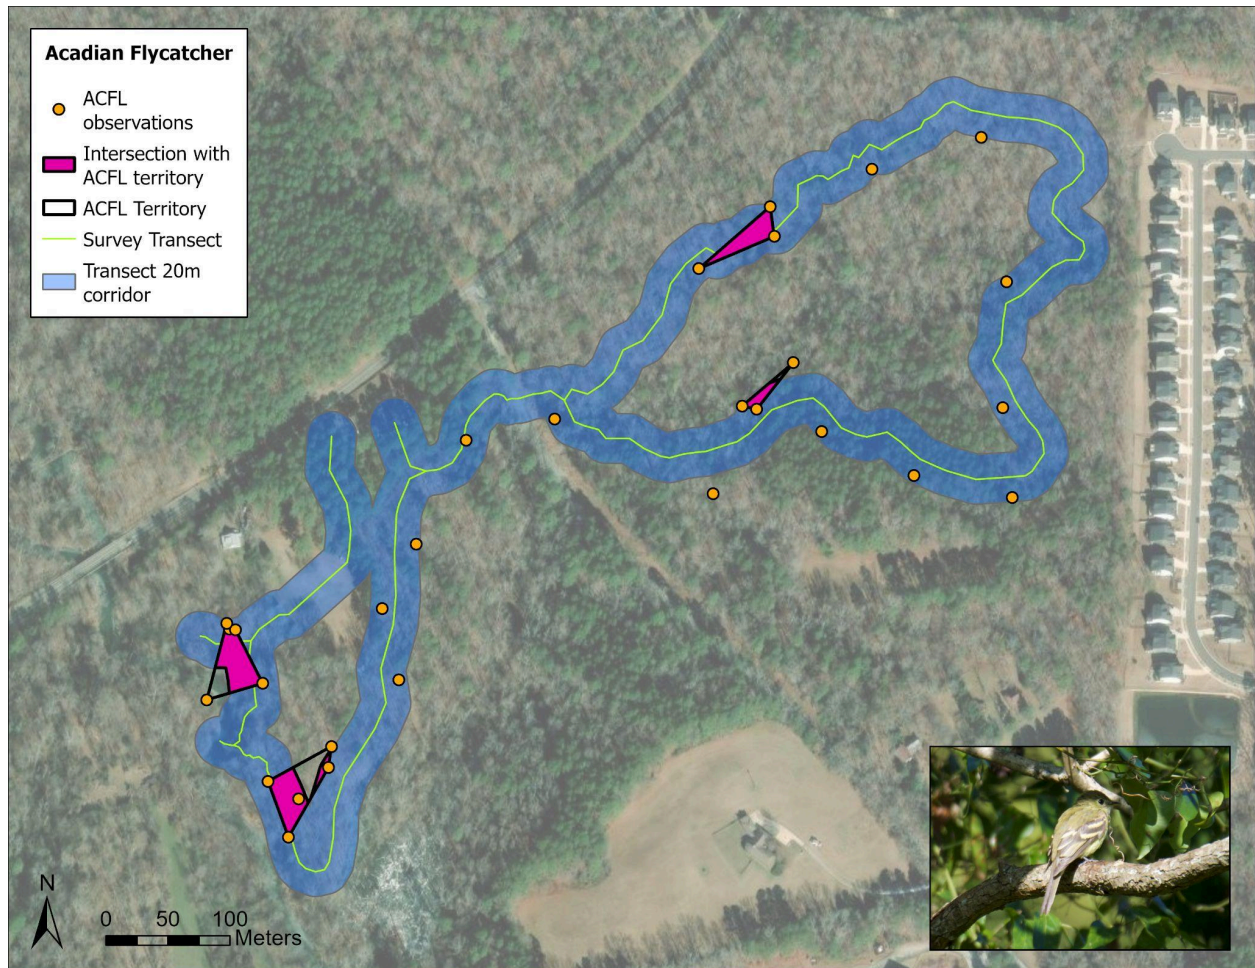 Acadian Flycatcher
ACFL
observations
Intersection with
ACFL territory
ACFL Territory
Survey Transect
Transect 20m
corridor
N
0 50 100
Meters